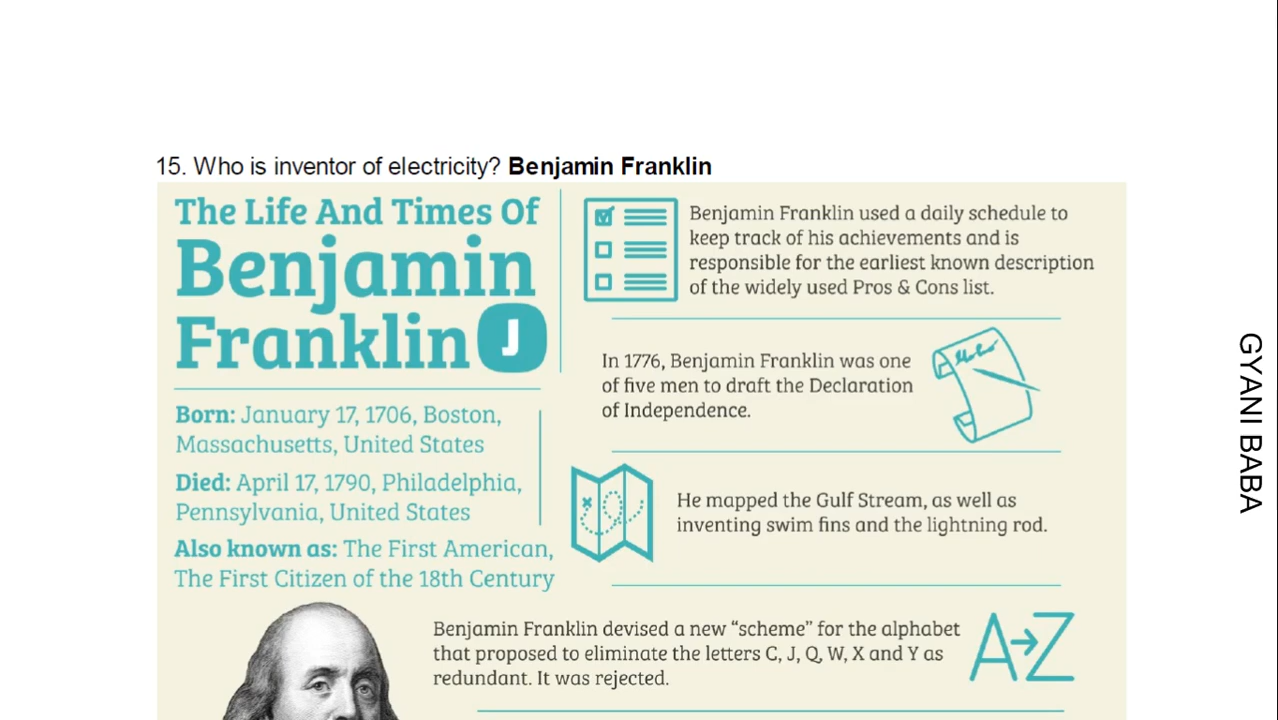 15. Who is inventor of electricity? Benjamin Franklin
The Life And Times Of
Benjamin
Franklin J
Born: January 17, 1706, Boston,
Massachusetts, United States
Died: April 17, 1790, Philadelphia,
Pennsylvania, United States
Also known as: The First American,
The First Citizen of the 18th Century
Benjamin Franklin used a daily schedule to
keep track of his achievements and is
responsible for the earliest known description
of the widely used Pros & Cons list.
In 1776, Benjamin Franklin was one
of five men to draft the Declaration
of Independence.
He mapped the Gulf Stream, as well as
inventing swim fins and the lightning rod.
Benjamin Franklin devised a new “scheme” for the alphabet
that proposed to eliminate the letters C, J, Q, W, X and Y as
redundant. It was rejected.
A→Z
GYANI BABA